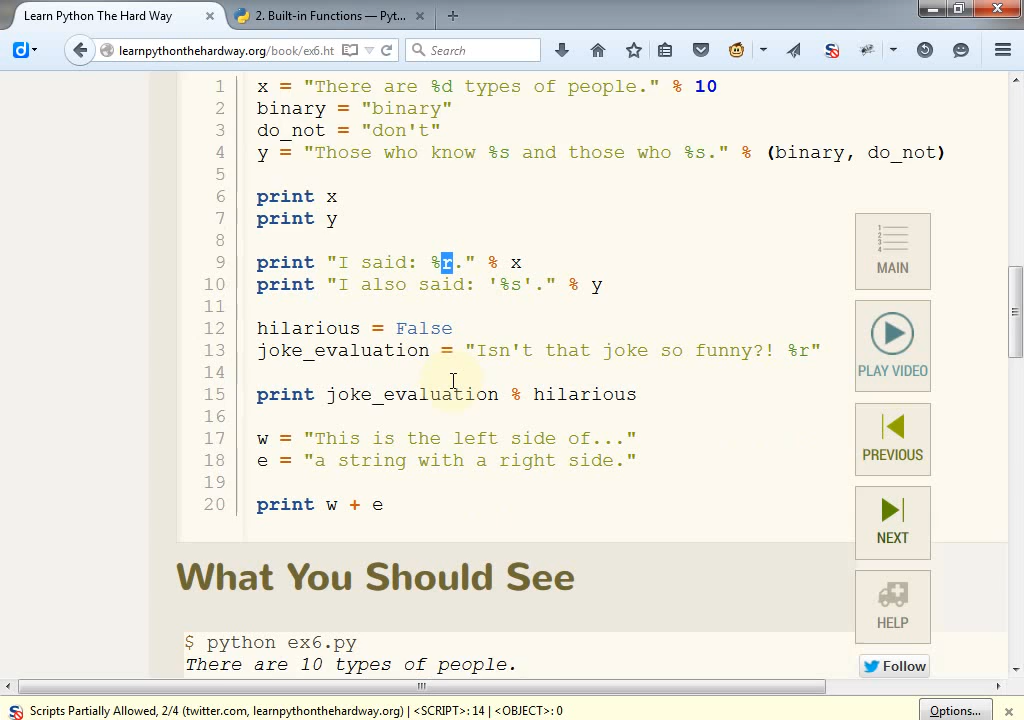 Learn Python The Hard Way
2. Built-in Functions — Pyt...
learnpythonthehardway.org/book/ex6.ht
Search
1 x = "There are %d types of people." % 10
2 binary = "binary"
3 do_not = "don't"
4 y = "Those who know %s and those who %s." % (binary, do_not)
5
6 print x
7 print y
8
9 print "I said: %r." % x
10 print "I also said: '%s'." % y
11
12 hilarious = False
13 joke_evaluation = "Isn't that joke so funny?! %r"
14
15 print joke_evaluation % hilarious
16
17 w = "This is the left side of..."
18 e = "a string with a right side."
19
20 print w + e
MAIN
PLAY VIDEO
PREVIOUS
NEXT
HELP
Follow
What You Should See
$ python ex6.py
There are 10 types of people.
Scripts Partially Allowed, 2/4 (twitter.com, learnpythonthehardway.org) | <SCRIPT>: 14 | <OBJECT>: 0
Options...